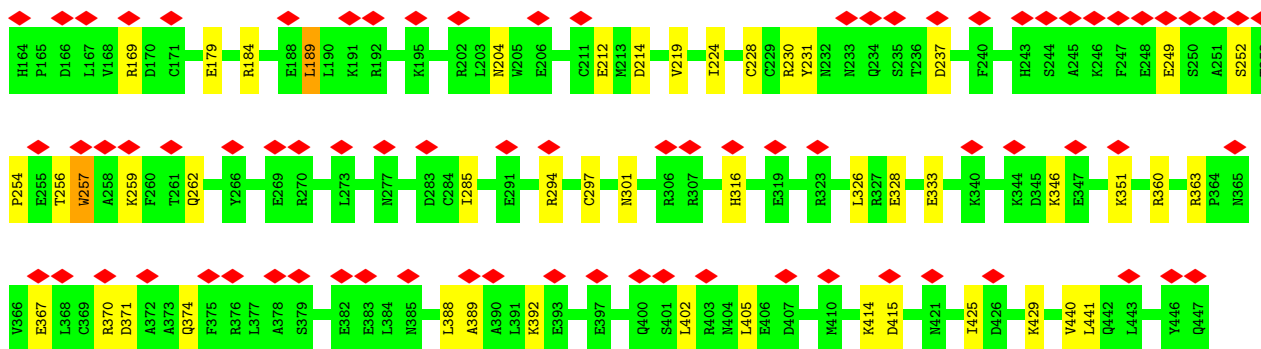 H164 P165 D166 L167 V168 R169 D170 C171 E179 R184 E188 L189 L190 K191 R192 K195 R202 L203 N204 W205 E206 C211 E212 M213 D214 V219 I224 C228 C229 R230 Y231 N232 N233 Q234 S235 T236 D237 F240 H243 S244 A245 K246 F247 E248 E249 S250 A251 S252
P254 E255 T256 W257 A258 K259 F260 T261 Q262 Y266 E269 R270 L273 N277 D283 C284 I285 E291 R294 C297 N301 R306 R307 H316 E319 R323 L326 R327 E328 E333 K340 K344 D345 K346 E347 K351 R360 R363 P364 N365
V366 E367 L368 C369 R370 D371 A372 A373 Q374 F375 R376 L377 A378 S379 E382 E383 L384 N385 L388 A389 A390 L391 K392 E393 E397 Q400 S401 L402 R403 N404 L405 E406 D407 M410 K414 D415 N421 I425 D426 K429 V440 L441 Q442 L443 Y446 Q447